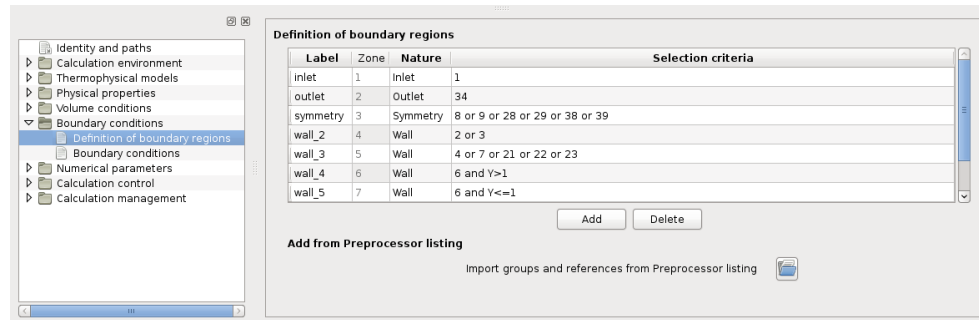 Identity and paths
Calculation environment
Thermophysical models
Physical properties
Volume conditions
Boundary conditions
Definition of boundary regions
Boundary conditions
Numerical parameters
Calculation control
Calculation management
Definition of boundary regions
Label Zone Nature Selection criteria
inlet 1 Inlet 1
outlet 2 Outlet 34
symmetry 3 Symmetry 8 or 9 or 28 or 29 or 38 or 39
wall_2 4 Wall 2 or 3
wall_3 5 Wall 4 or 7 or 21 or 22 or 23
wall_4 6 Wall 6 and Y>1
wall_5 7 Wall 6 and Y<=1
Add Delete
Add from Preprocessor listing
Import groups and references from Preprocessor listing